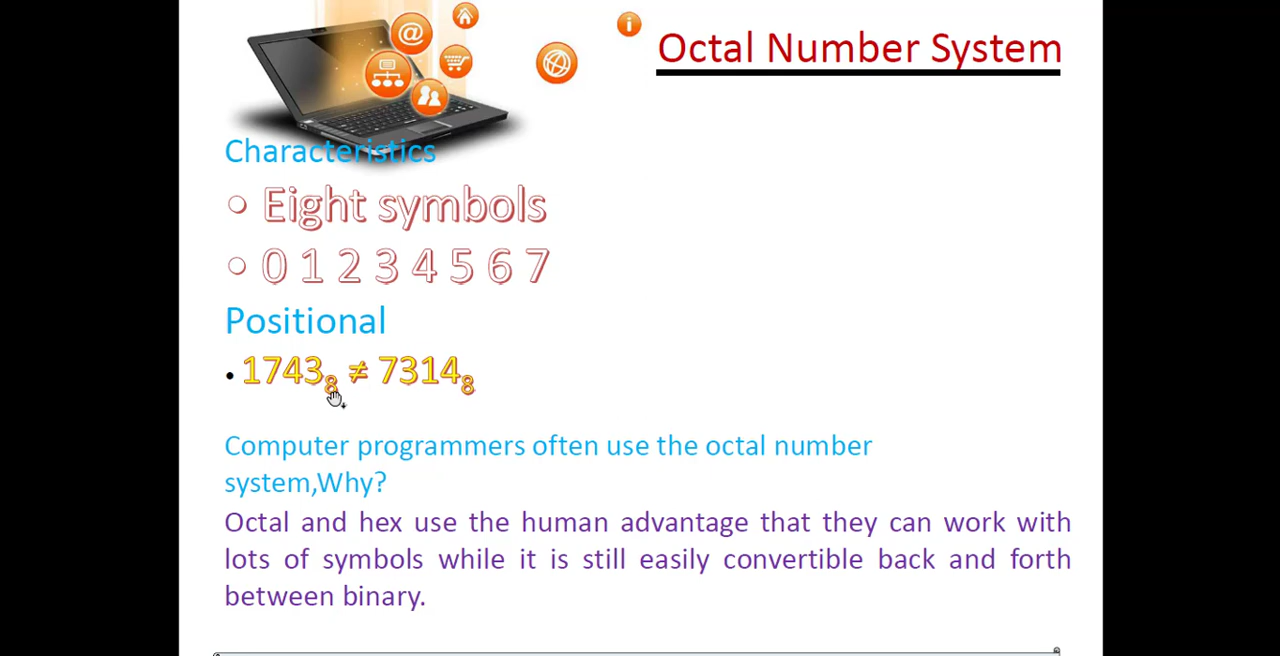 Octal Number System
Characteristics
Eight symbols
0 1 2 3 4 5 6 7
Positional
• 1743₈ ≠ 7314₈
Computer programmers often use the octal number
system,Why?
Octal and hex use the human advantage that they can work with
lots of symbols while it is still easily convertible back and forth
between binary.